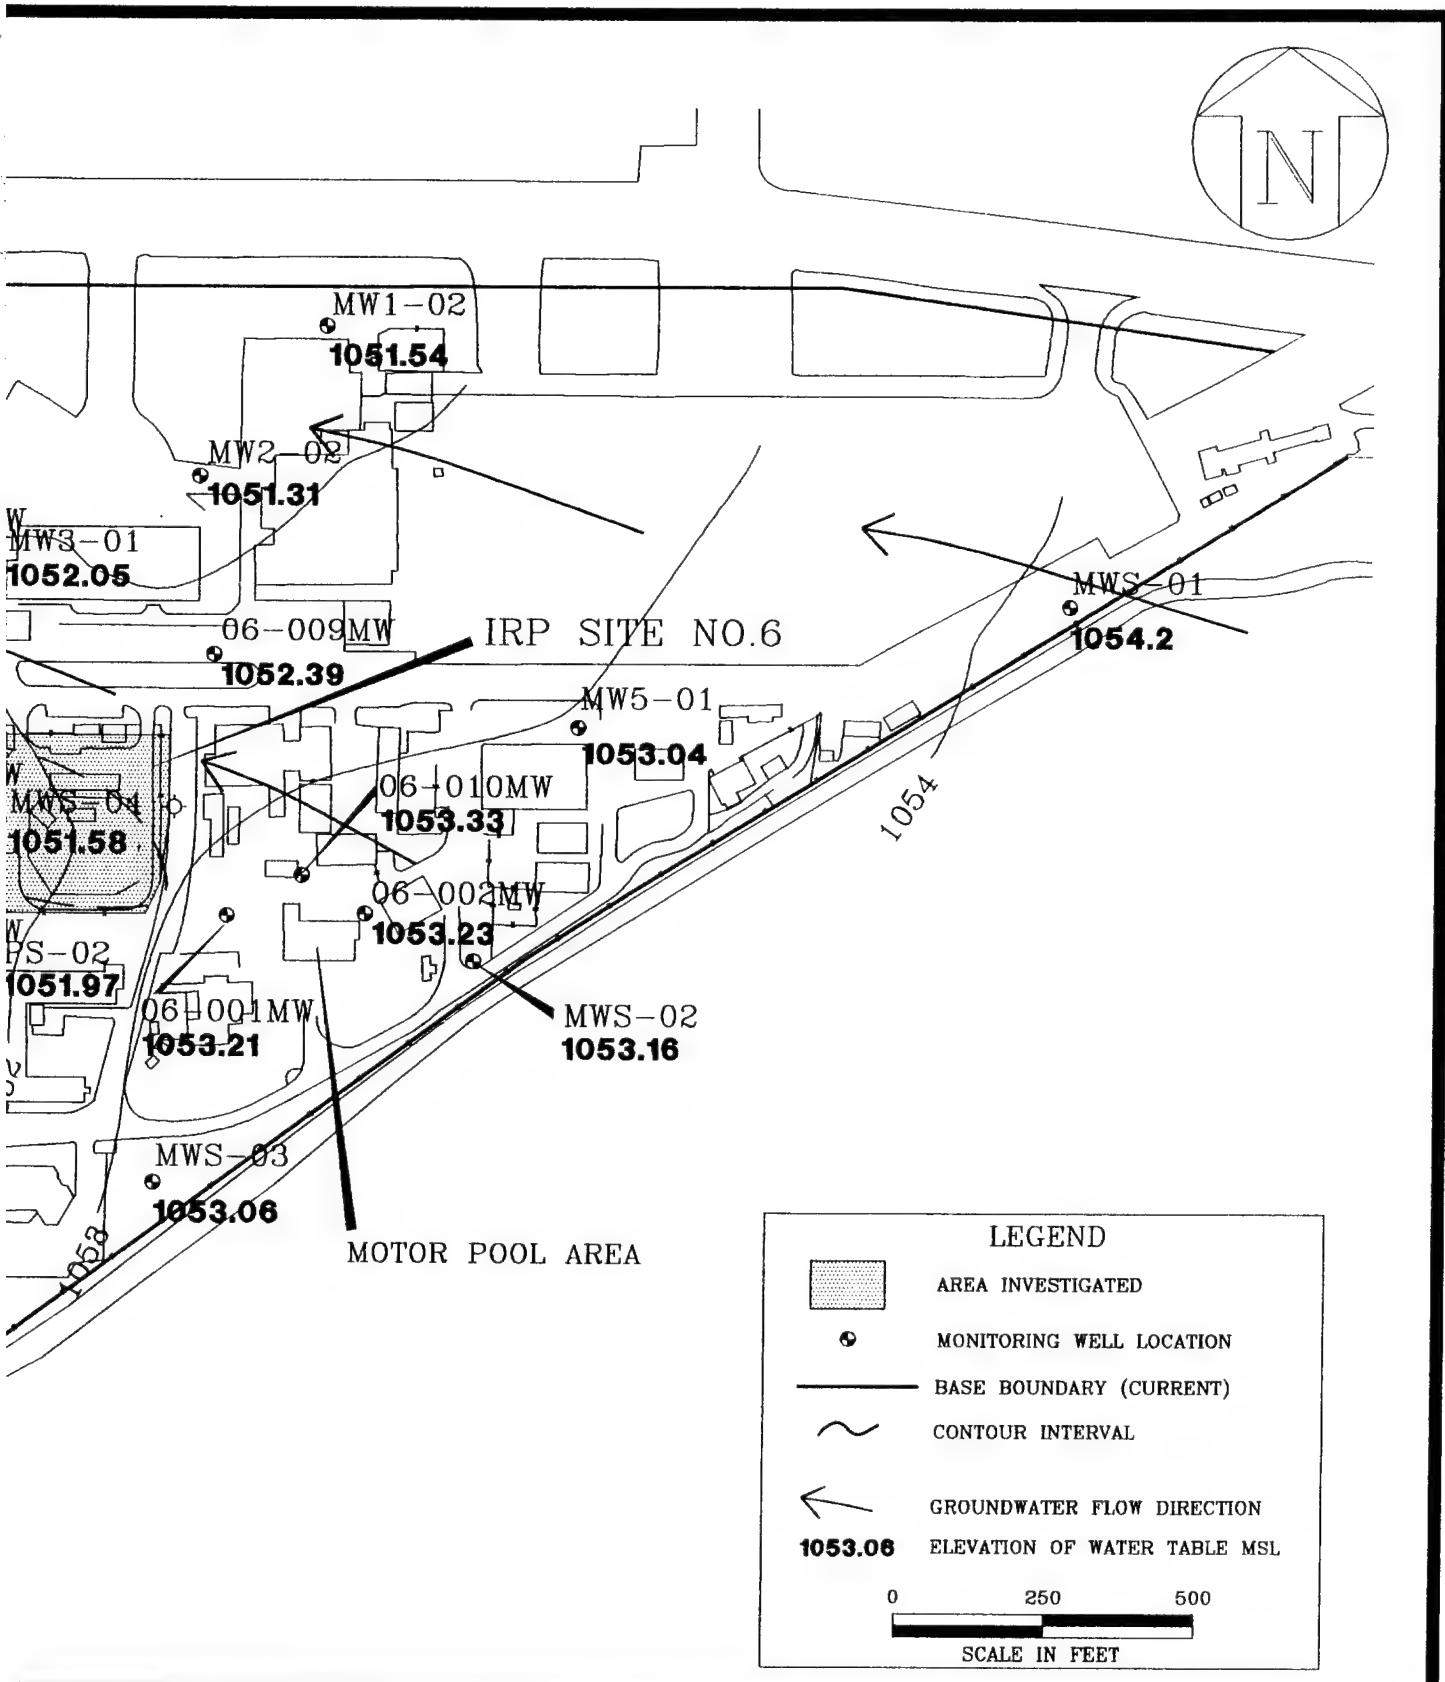 N
MW1-02
1051.54
MW2-02
1051.31
W
MW3-01
1052.05
06-009MW
1052.39
IRP SITE NO.6
MWS-01
1054.2
MW5-01
1053.04
W
MWS-04
1051.58
06-010MW
1053.33
1054
06-002MW
1053.23
W
PS-02
1051.97
06-001MW
1053.21
MWS-02
1053.16
MWS-03
1053.06
1053
MOTOR POOL AREA
LEGEND
AREA INVESTIGATED
MONITORING WELL LOCATION
BASE BOUNDARY (CURRENT)
CONTOUR INTERVAL
GROUNDWATER FLOW DIRECTION
1053.06 ELEVATION OF WATER TABLE MSL
0 250 500
SCALE IN FEET